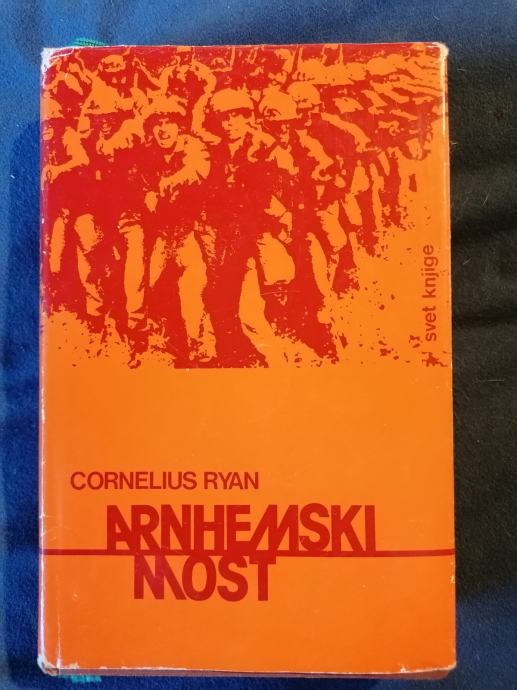 svet knjige
CORNELIUS RYAN
ARNHEMSKI
MOST